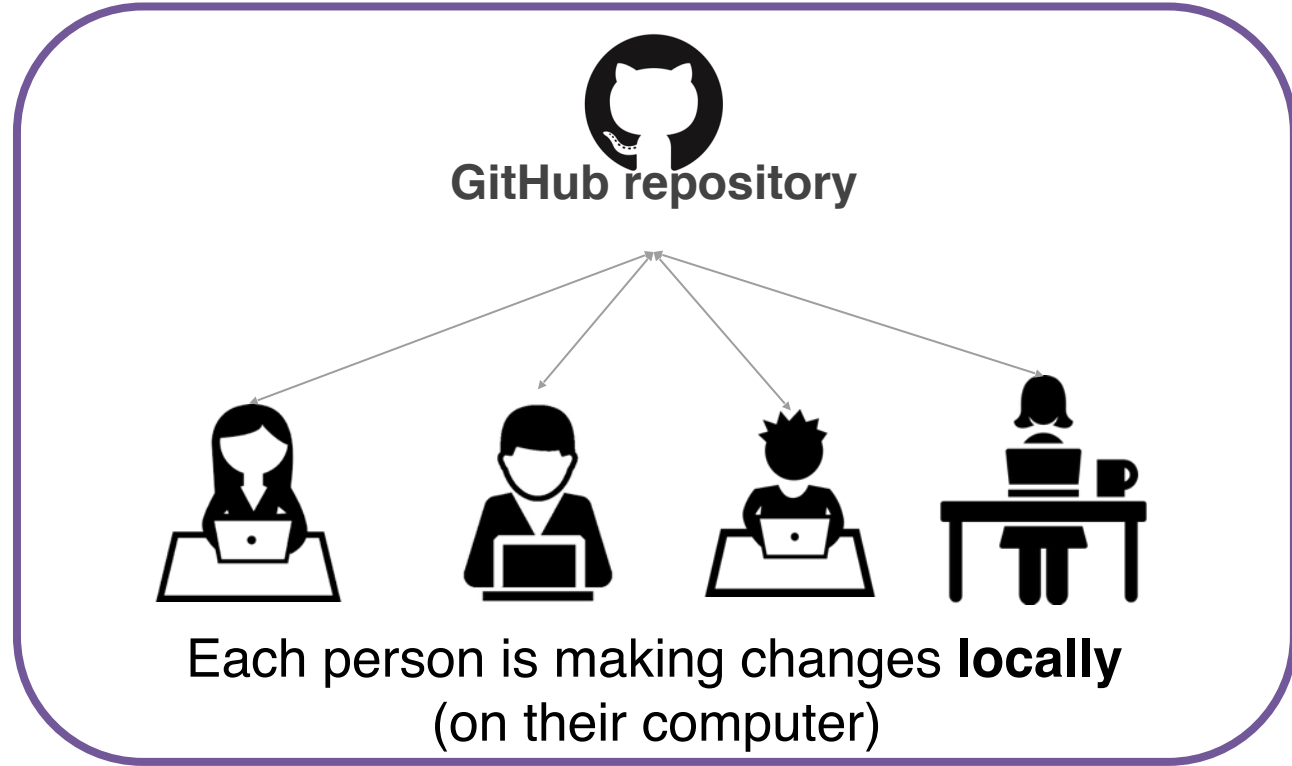 GitHub repository
Each person is making changes locally
(on their computer)